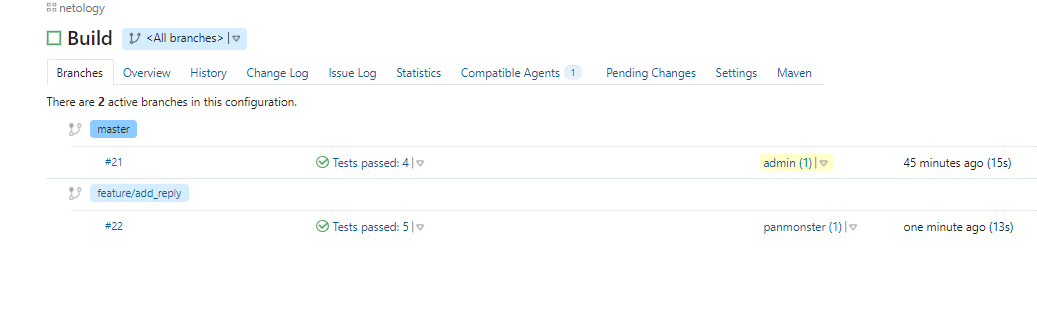 netology
Build <All branches> |
Branches Overview History Change Log Issue Log Statistics Compatible Agents 1 Pending Changes Settings Maven
There are 2 active branches in this configuration.
master
#21 Tests passed: 4 | admin (1) | 45 minutes ago (15s)
feature/add_reply
#22 Tests passed: 5 | panmonster (1) | one minute ago (13s)